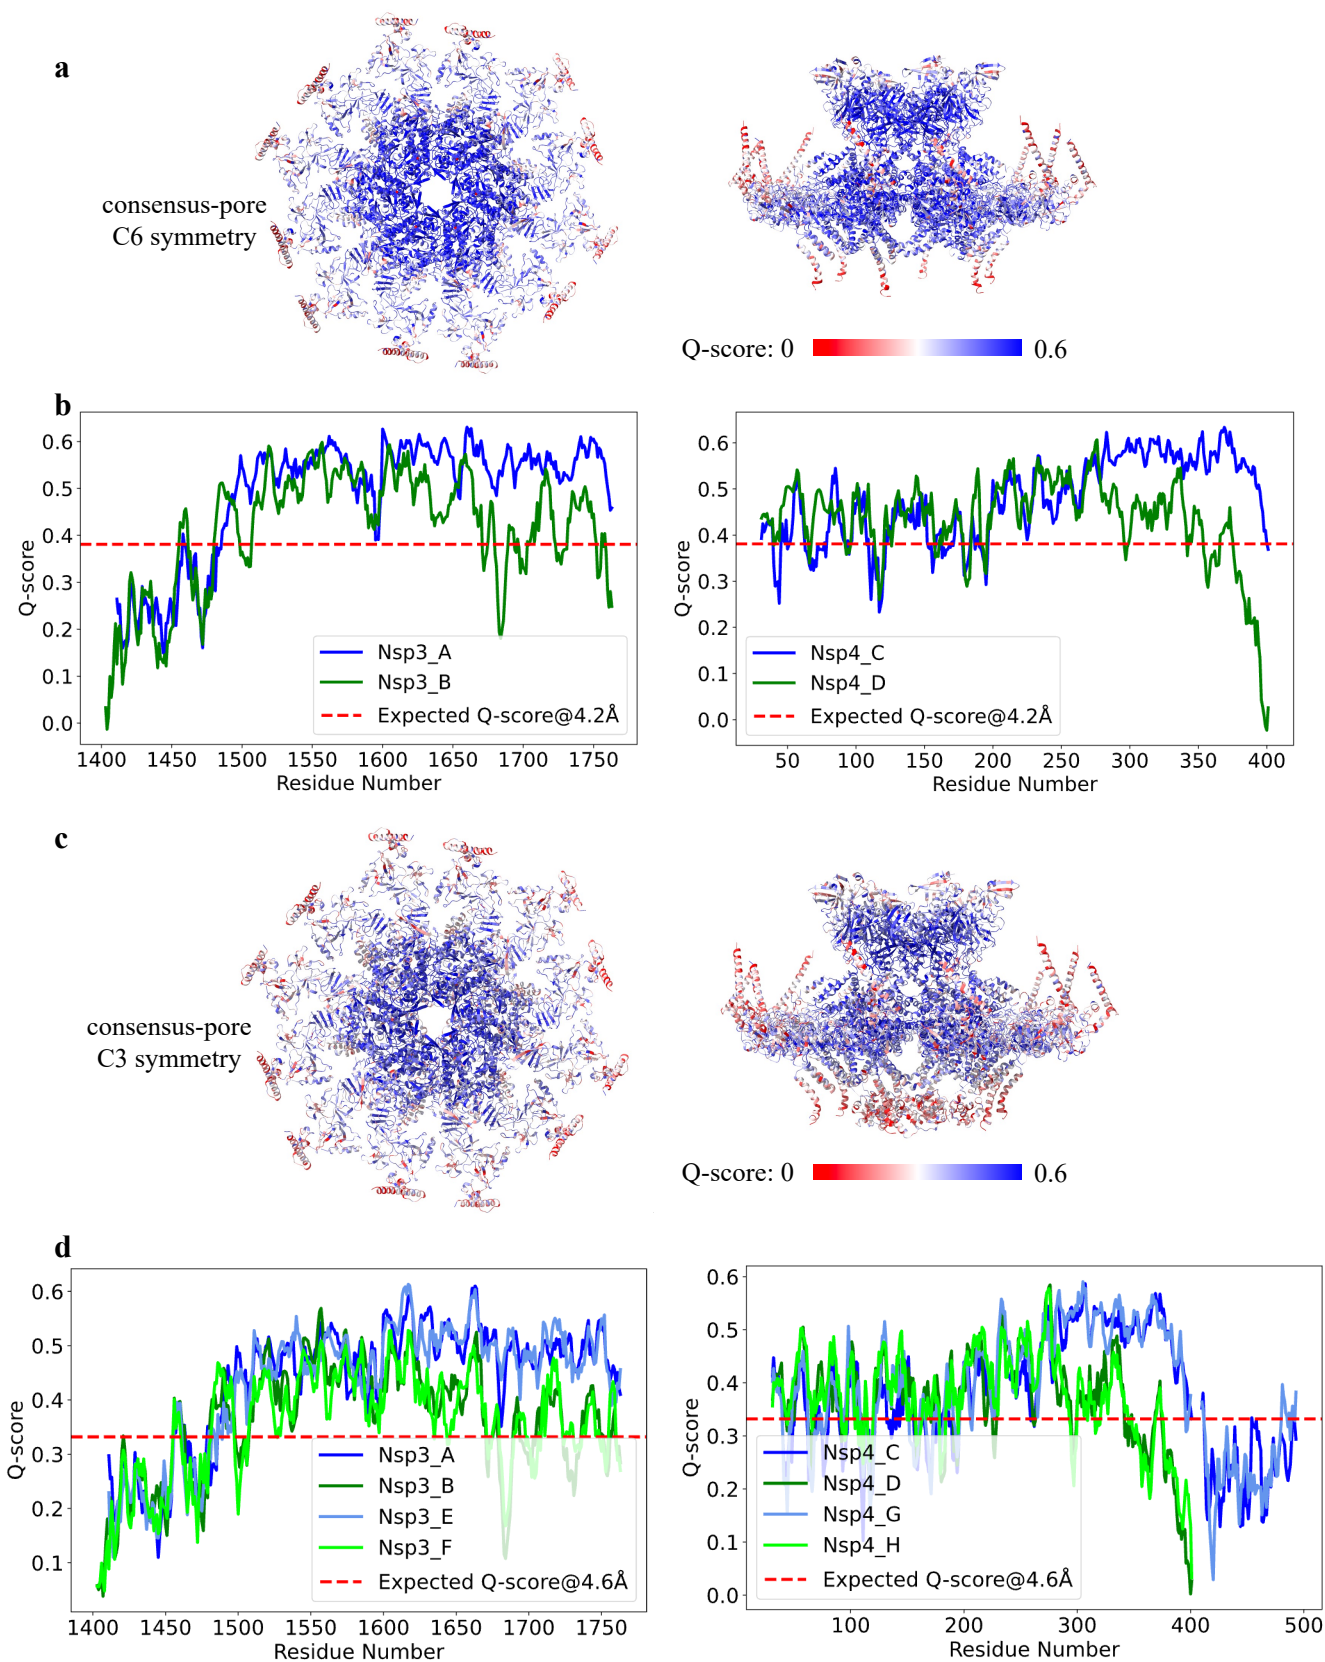 a
consensus-pore
C6 symmetry
Q-score: 0
0.6
b
0.6
0.5
0.4
0.3
0.2
0.1
0.0
Q-score
Nsp3_A
Nsp3_B
Expected Q-score@4.2Å
1400
1450
1500
1550
1600
1650
1700
1750
Residue Number
0.6
0.5
0.4
0.3
0.2
0.1
0.0
Q-score
Nsp4_C
Nsp4_D
Expected Q-score@4.2Å
50
100
150
200
250
300
350
400
Residue Number
c
consensus-pore
C3 symmetry
Q-score: 0
0.6
d
0.6
0.5
0.4
0.3
0.2
0.1
Q-score
Nsp3_A
Nsp3_B
Nsp3_E
Nsp3_F
Expected Q-score@4.6Å
1400
1450
1500
1550
1600
1650
1700
1750
Residue Number
0.6
0.5
0.4
0.3
0.2
0.1
0.0
Q-score
Nsp4_C
Nsp4_D
Nsp4_G
Nsp4_H
Expected Q-score@4.6Å
100
200
300
400
500
Residue Number